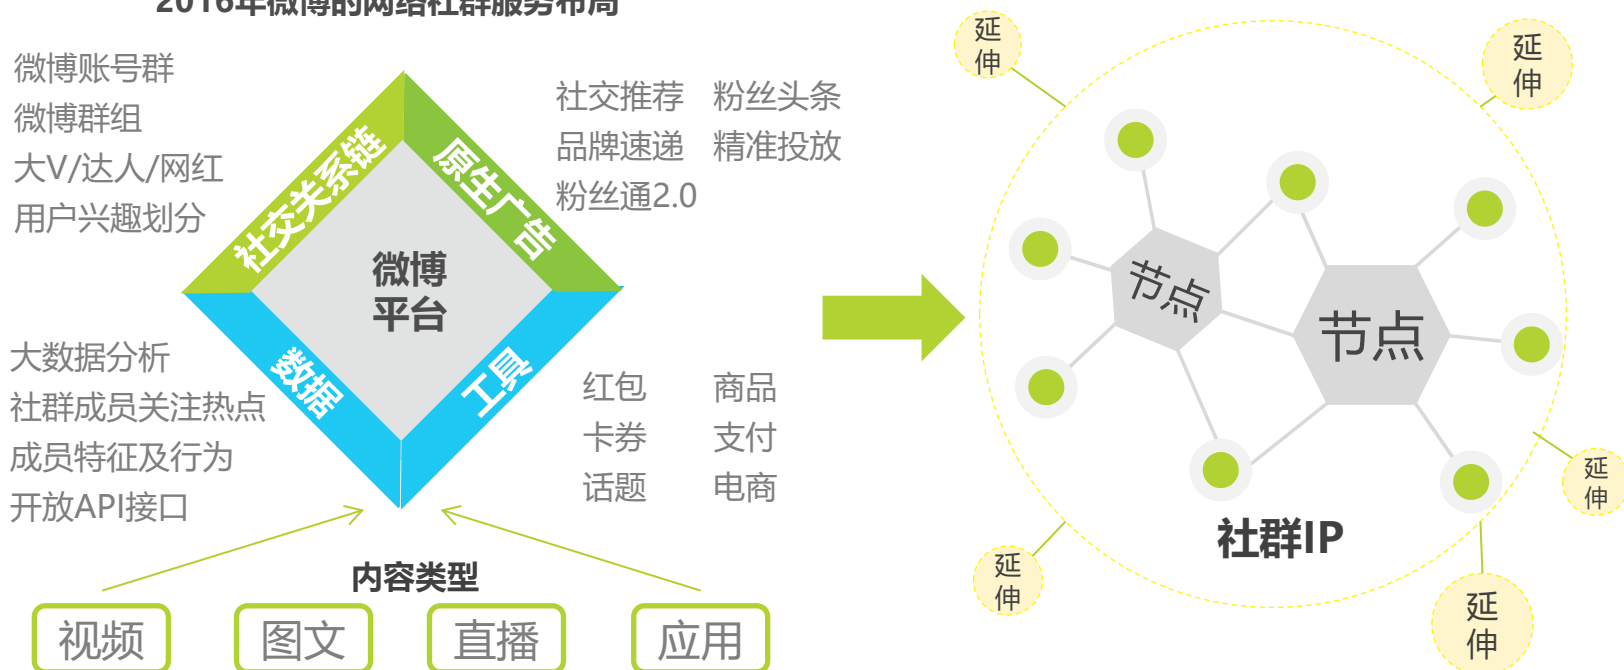 2016年微博的网络社群服务布局
微博账号群
微博群组
大V/达人/网红
用户兴趣划分
社交关系链
原生广告
社交推荐 粉丝头条
品牌速递 精准投放
粉丝通2.0
微博
平台
大数据分析
社群成员关注热点
成员特征及行为
开放API接口
数据
工具
红包 商品
卡券 支付
话题 电商
内容类型
视频 图文 直播 应用
延
伸
延
伸
节点
节点
社群IP
延
伸
延
伸
延
伸